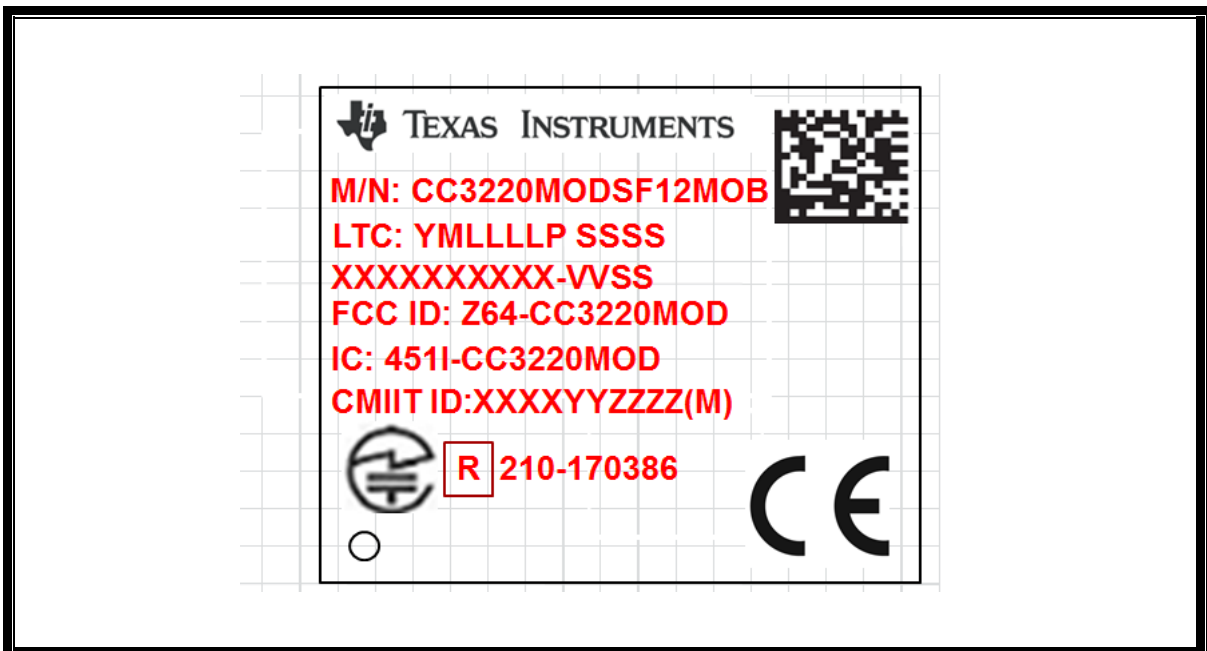 TEXAS INSTRUMENTS
M/N: CC3220MODSF12MOB
LTC: YMLLLLP SSSS
XXXXXXXXXX-VVSS
FCC ID: Z64-CC3220MOD
IC: 451I-CC3220MOD
CMIIT ID:XXXXYYZZZZ(M)
R 210-170386
CE